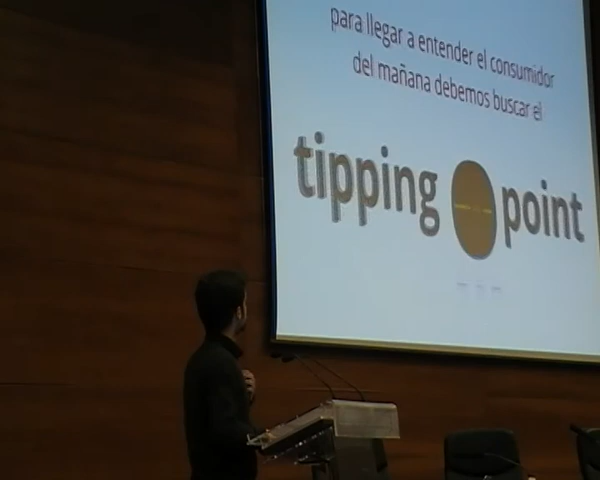 para llegar a entender el consumidor
del mañana debemos buscar el
tipping point